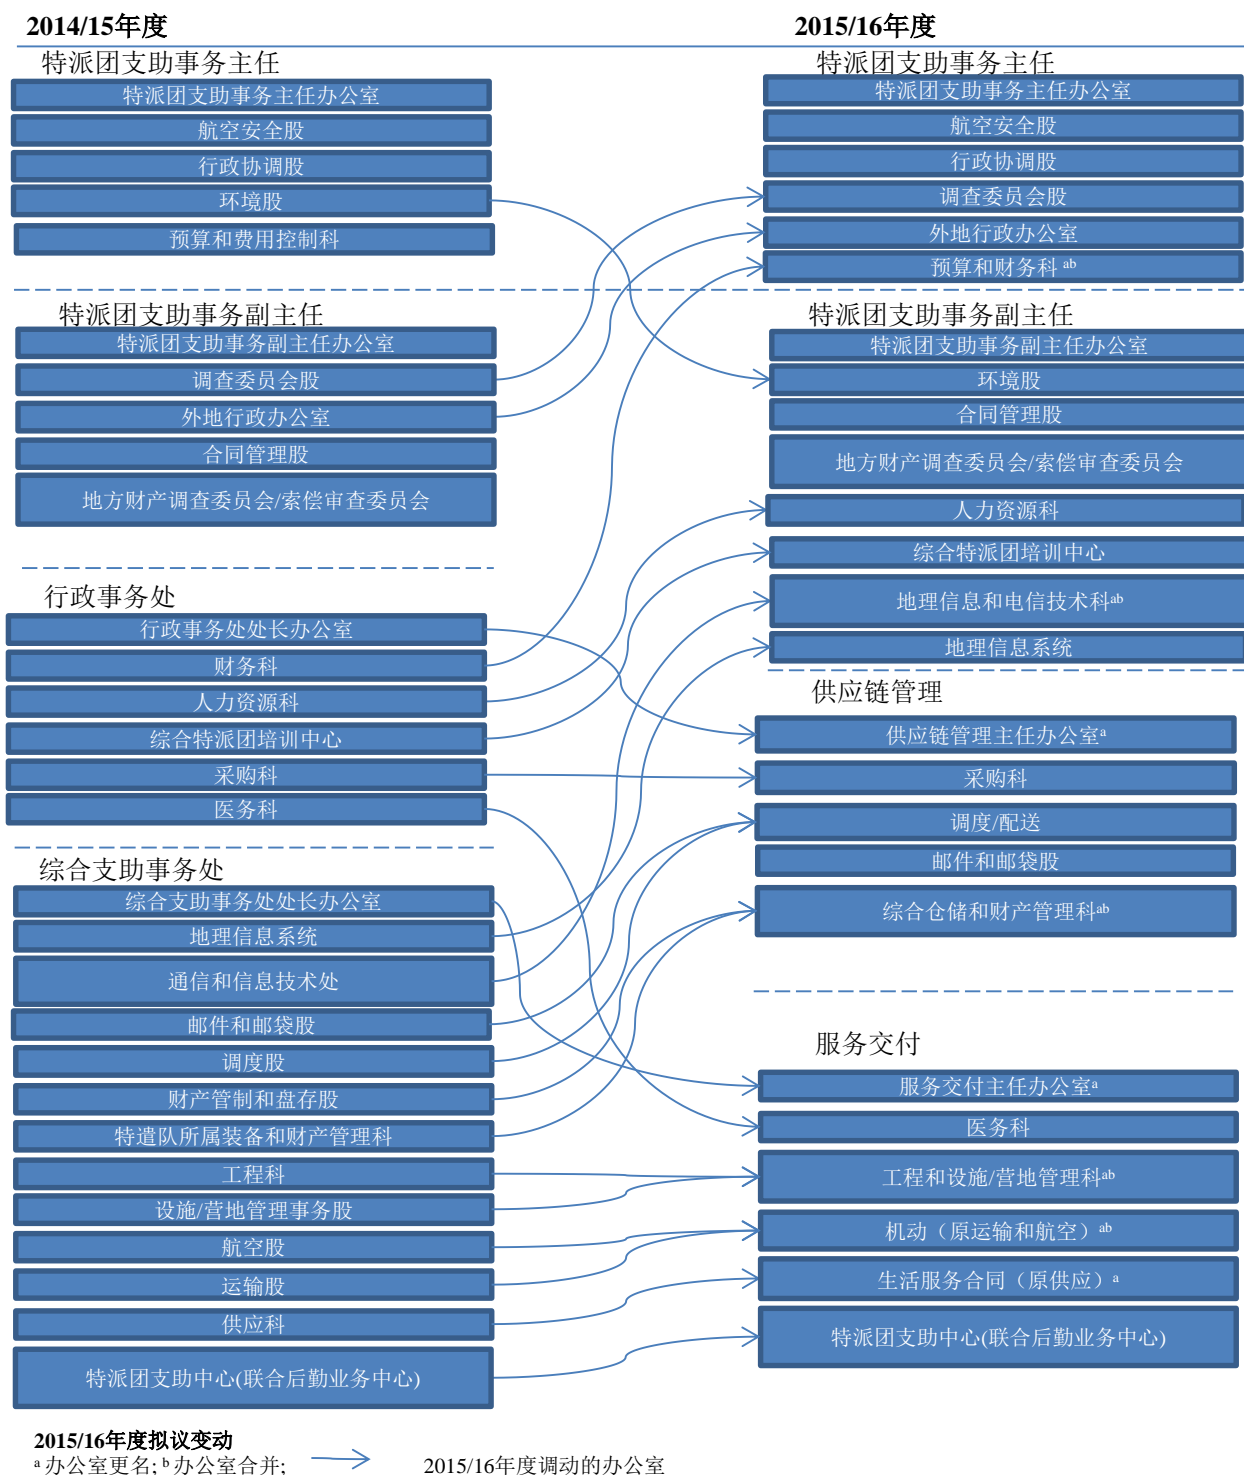 2014/15年度
特派团支助事务主任
特派团支助事务主任办公室
航空安全股
行政协调股
环境股
预算和费用控制科
特派团支助事务副主任
特派团支助事务副主任办公室
调查委员会股
外地行政办公室
合同管理股
地方财产调查委员会/索偿审查委员会
行政事务处
行政事务处处长办公室
财务科
人力资源科
综合特派团培训中心
采购科
医务科
综合支助事务处
综合支助事务处处长办公室
地理信息系统
通信和信息技术处
邮件和邮袋股
调度股
财产管制和盘存股
特遣队所属装备和财产管理科
工程科
设施/营地管理事务股
航空股
运输股
供应科
特派团支助中心(联合后勤业务中心)
2015/16年度
特派团支助事务主任
特派团支助事务主任办公室
航空安全股
行政协调股
调查委员会股
外地行政办公室
预算和财务科 ab
特派团支助事务副主任
特派团支助事务副主任办公室
环境股
合同管理股
地方财产调查委员会/索偿审查委员会
人力资源科
综合特派团培训中心
地理信息和电信技术科ab
地理信息系统
供应链管理
供应链管理主任办公室a
采购科
调度/配送
邮件和邮袋股
综合仓储和财产管理科ab
服务交付
服务交付主任办公室a
医务科
工程和设施/营地管理科ab
机动（原运输和航空）ab
生活服务合同（原供应）a
特派团支助中心(联合后勤业务中心)
2015/16年度拟议变动
a 办公室更名; b 办公室合并; 2015/16年度调动的办公室